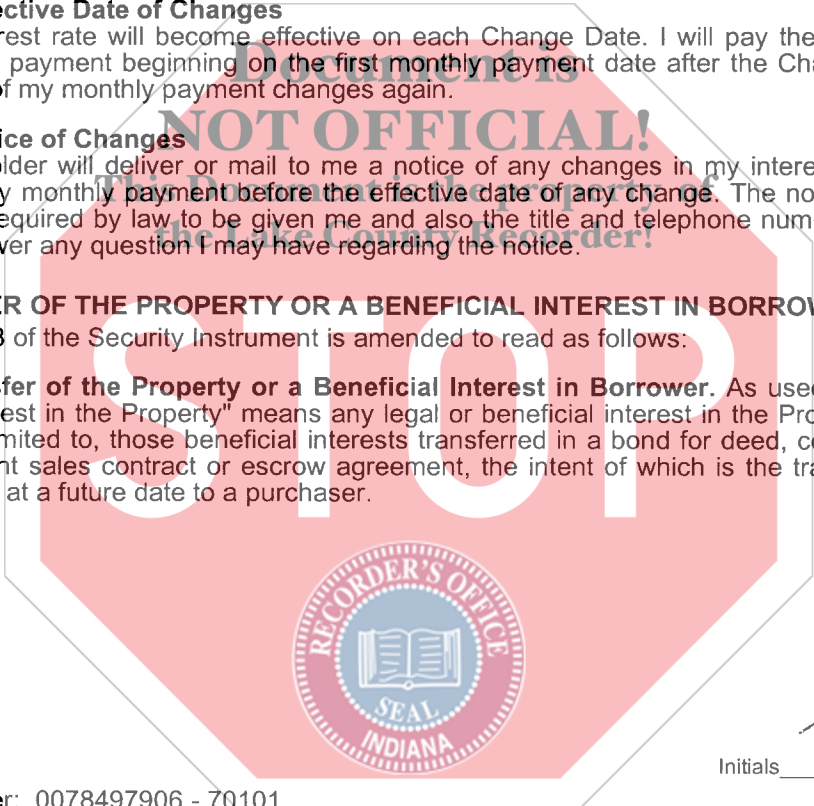 ective Date of Changes
rest rate will become effective on each Change Date. I will pay the
payment beginning on the first monthly payment date after the Cha
of my monthly payment changes again.
Document is
NOT OFFICIAL!
This Document is the property of
the Lake County Recorder!
ice of Changes
lder will deliver or mail to me a notice of any changes in my intere
y monthly payment before the effective date of any change. The no
equired by law to be given me and also the title and telephone num
ver any question I may have regarding the notice.
ER OF THE PROPERTY OR A BENEFICIAL INTEREST IN BORROW
8 of the Security Instrument is amended to read as follows:
sfer of the Property or a Beneficial Interest in Borrower. As used
est in the Property" means any legal or beneficial interest in the Pro
mited to, those beneficial interests transferred in a bond for deed, co
nt sales contract or escrow agreement, the intent of which is the tra
at a future date to a purchaser.
STOP
RECORDER'S OFFICE
SEAL
INDIANA
Initials
er: 0078497906 - 70101